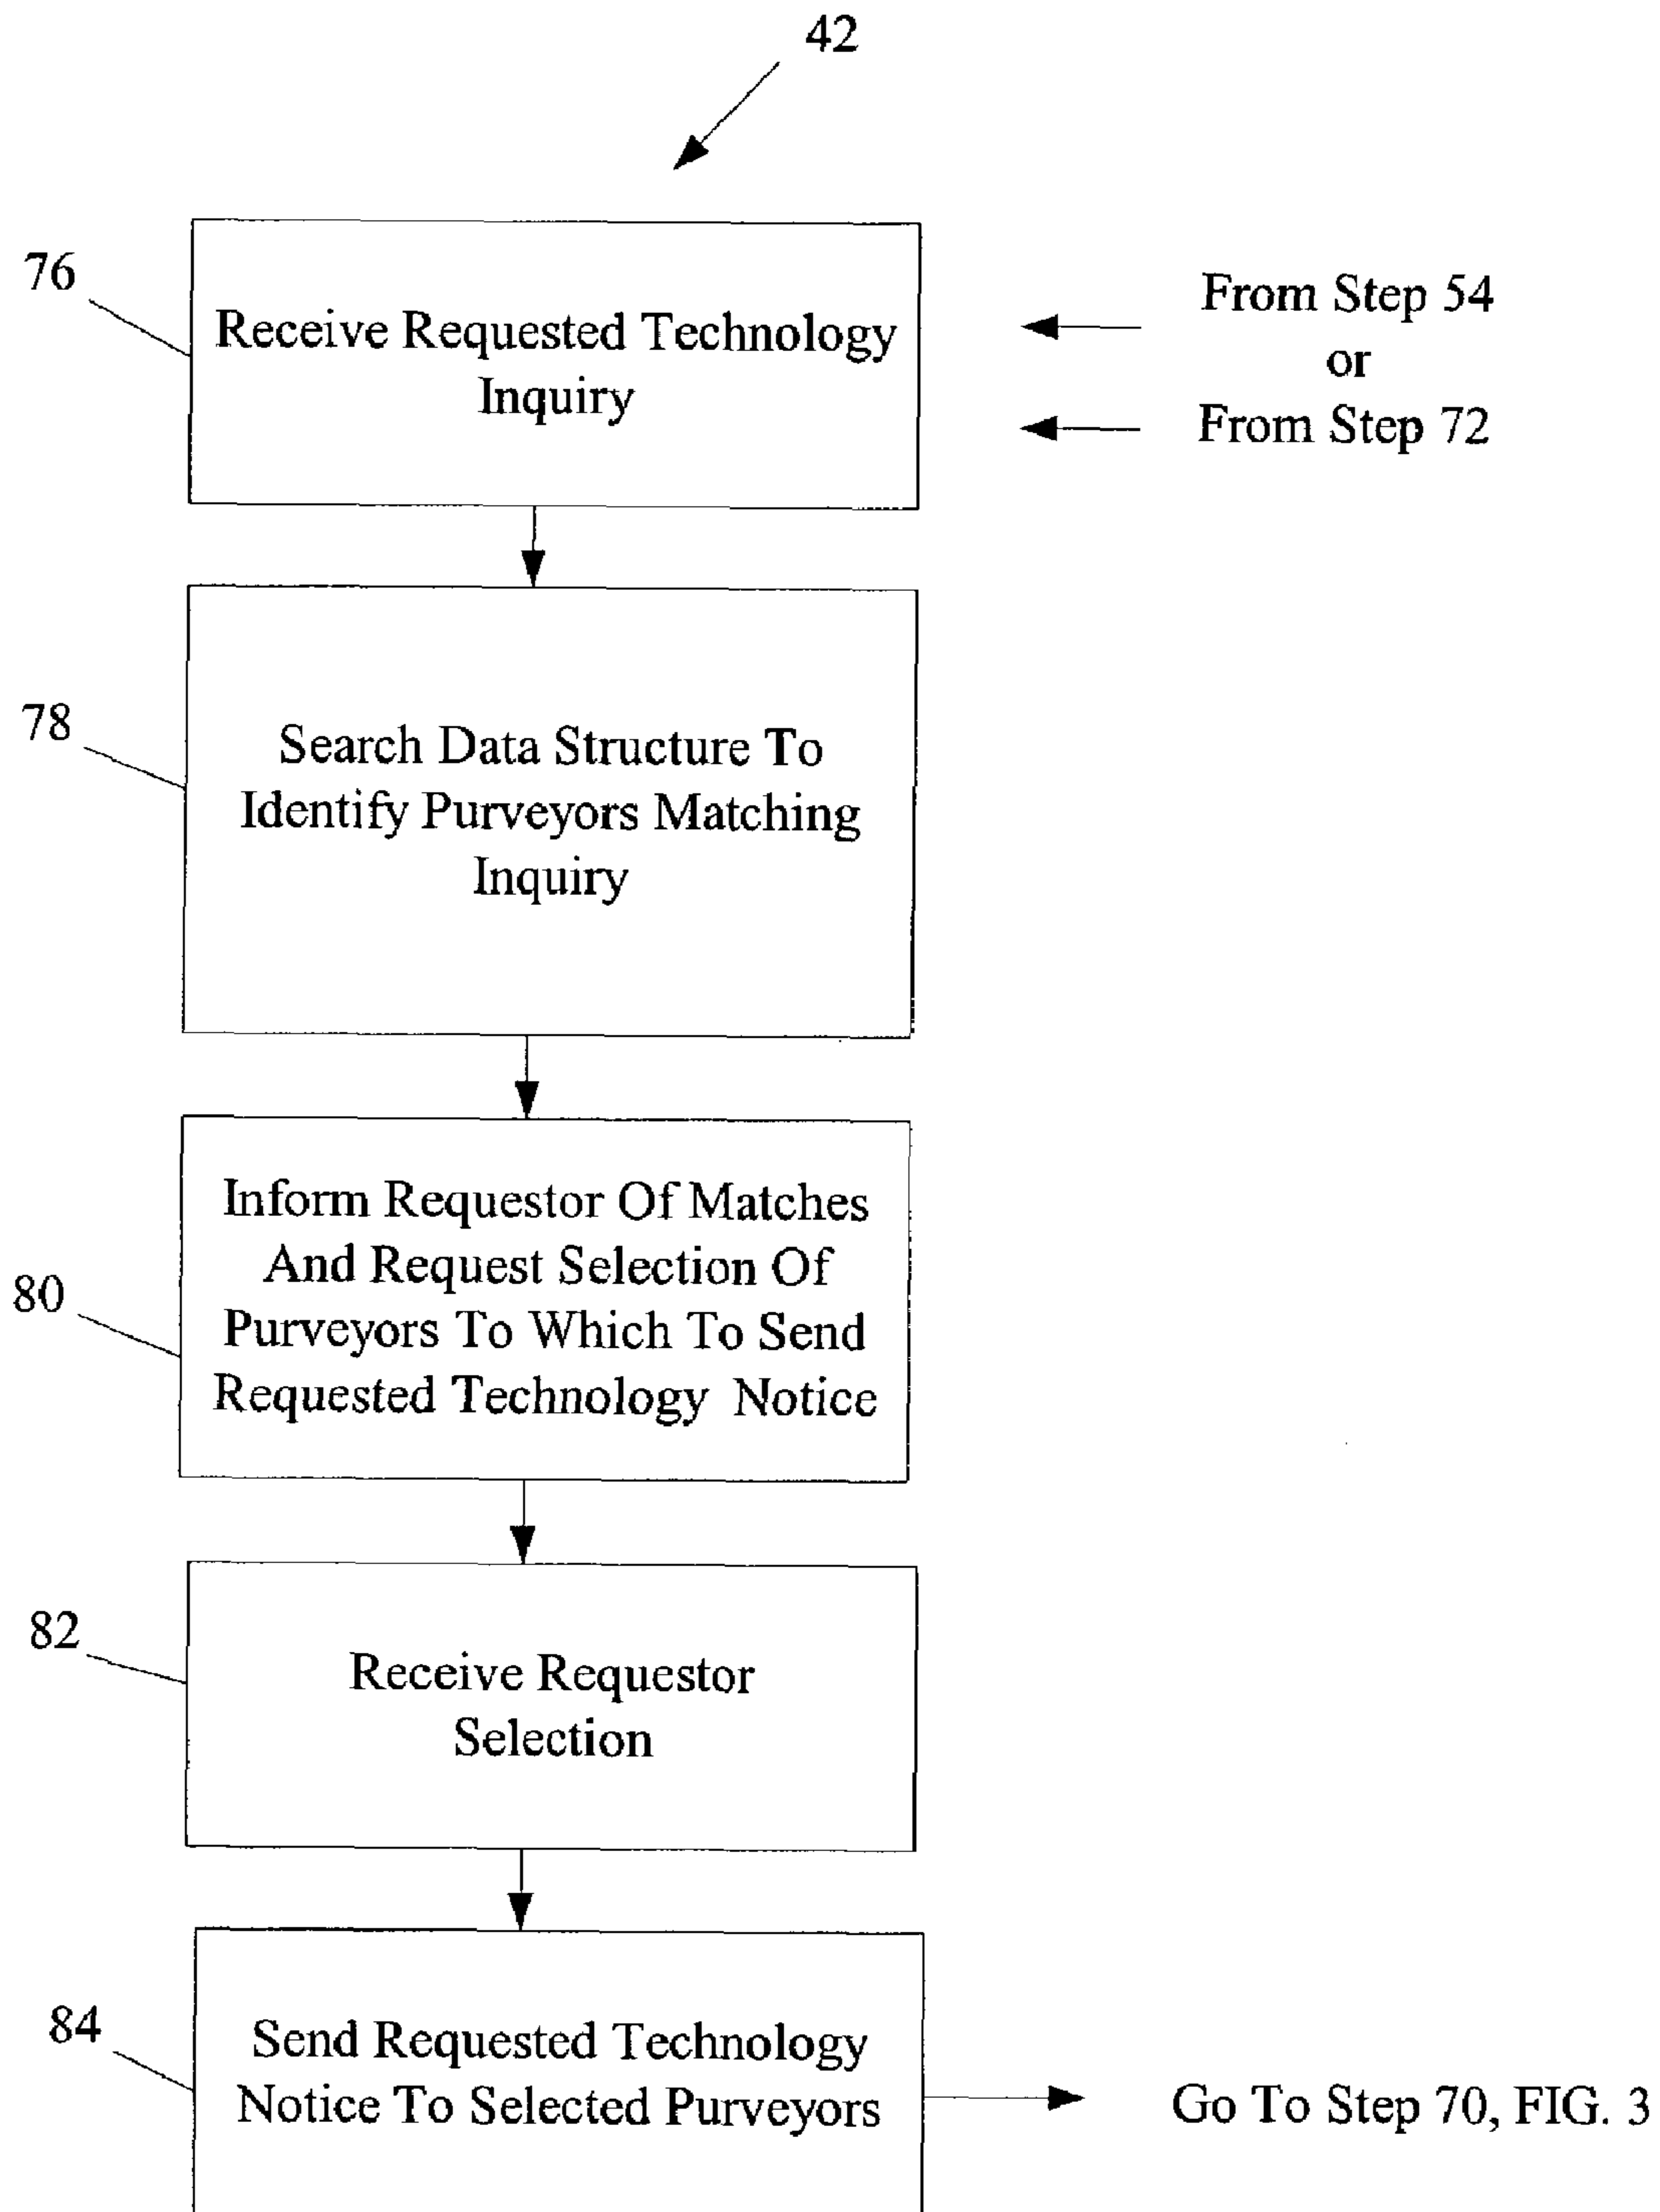 42
76
Receive Requested Technology
Inquiry
From Step 54
or
From Step 72
78
Search Data Structure To
Identify Purveyors Matching
Inquiry
80
Inform Requestor Of Matches
And Request Selection Of
Purveyors To Which To Send
Requested Technology Notice
82
Receive Requestor
Selection
84
Send Requested Technology
Notice To Selected Purveyors
Go To Step 70, FIG. 3